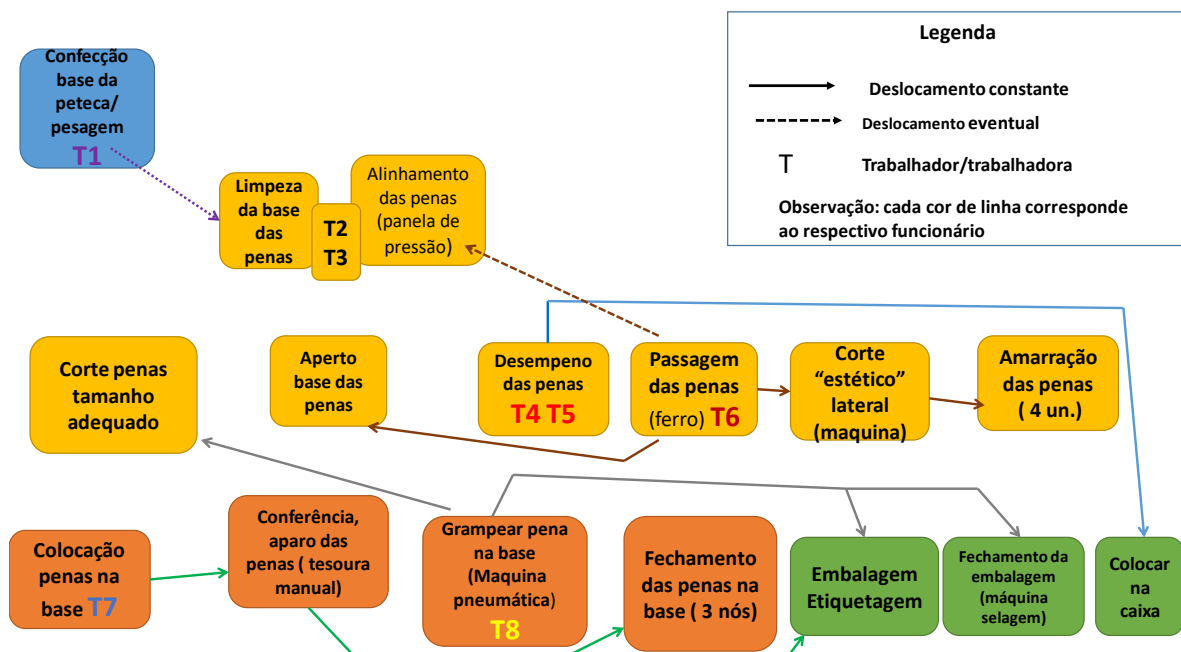 Confecção
base da
peteca/
pesagem
T1
Legenda
Deslocamento constante
Deslocamento eventual
T
Trabalhador/trabalhadora
Observação: cada cor de linha corresponde
ao respectivo funcionário
Limpeza
da base
das
penas
T2
T3
Alinhamento
das penas
(panela de
pressão)
Corte penas
tamanho
adequado
Aperto
base das
penas
Desempeno
das penas
T4 T5
Passagem
das penas
(ferro) T6
Corte
“estético”
lateral
(maquina)
Amarração
das penas
( 4 un.)
Colocação
penas na
base T7
Conferência,
aparo das
penas ( tesoura
manual)
Grampear pena
na base
(Maquina
pneumática)
T8
Fechamento
das penas na
base ( 3 nós)
Embalagem
Etiquetagem
Fechamento da
embalagem
(máquina
selagem)
Colocar
na
caixa